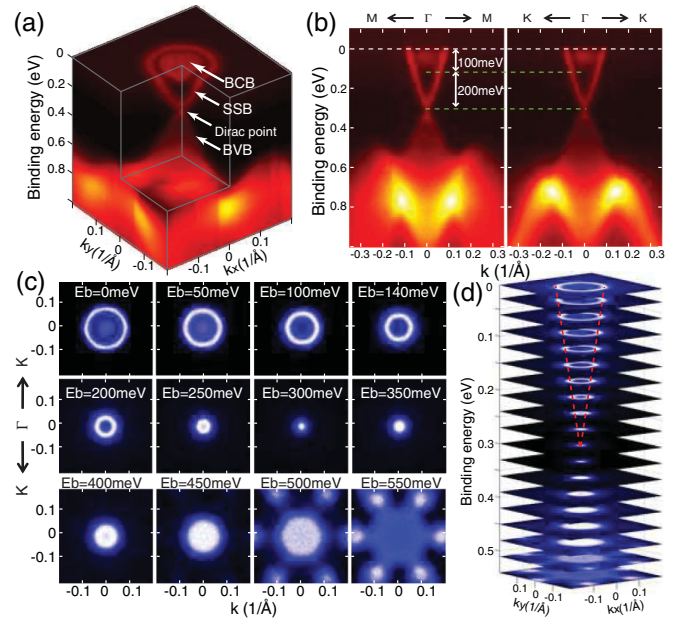 (a)
Binding energy (eV)
0
0.2
0.4
0.6
0.8
BCB
SSB
Dirac point
BVB
ky(1/Å)
-0.1
0
0.1
kx(1/Å)
-0.1
0
0.1
(b)
M ← Γ → M
K ← Γ → K
Binding energy (eV)
0
0.2
0.4
0.6
0.8
100meV
200meV
-0.3 -0.2 -0.1 0 0.1 0.2 0.3
-0.3 -0.2 -0.1 0 0.1 0.2 0.3
k (1/Å)
(c)
K ← Γ → K
Eb=0meV Eb=50meV Eb=100meV Eb=140meV
0.1
0
-0.1
Eb=200meV Eb=250meV Eb=300meV Eb=350meV
0.1
0
-0.1
Eb=400meV Eb=450meV Eb=500meV Eb=550meV
0.1
0
-0.1
-0.1 0 0.1 -0.1 0 0.1 -0.1 0 0.1 -0.1 0 0.1
k (1/Å)
(d)
Binding energy (eV)
0
0.1
0.2
0.3
0.4
0.5
0.1
0
-0.1
ky(1/Å)
-0.1
0
0.1
kx(1/Å)